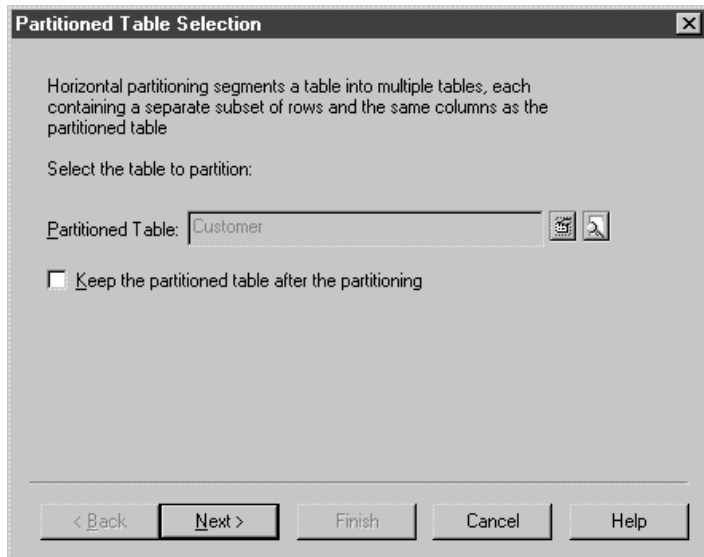 Partitioned Table Selection
Horizontal partitioning segments a table into multiple tables, each
containing a separate subset of rows and the same columns as the
partitioned table
Select the table to partition:
Partitioned Table: Customer
Keep the partitioned table after the partitioning
< Back Next > Finish Cancel Help